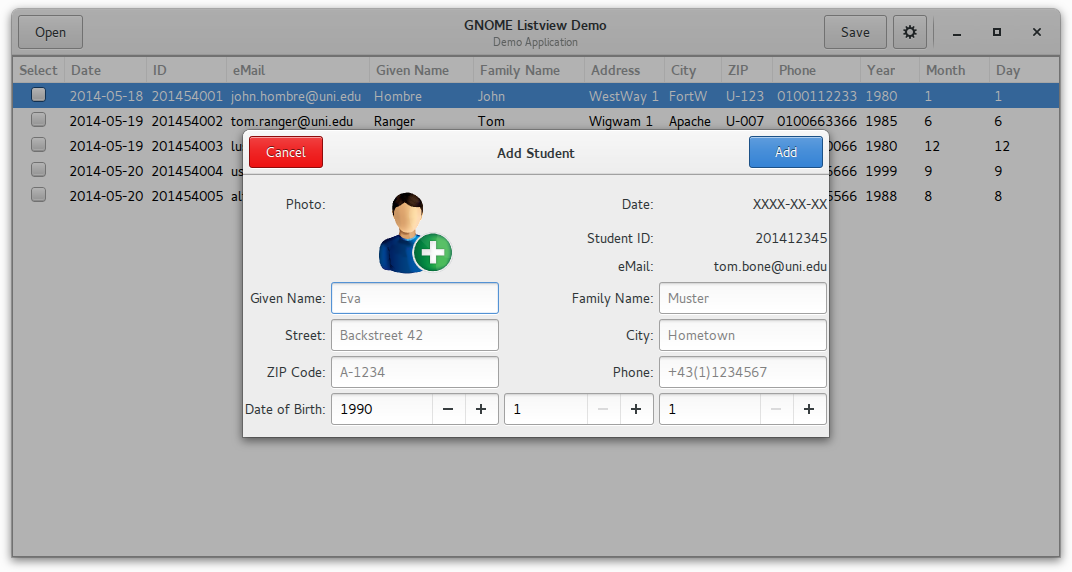 Open
GNOME Listview Demo
Demo Application
Save
Select Date ID eMail Given Name Family Name Address City ZIP Phone Year Month Day
2014-05-18 201454001 john.hombre@uni.edu Hombre John WestWay 1 FortW U-123 0100112233 1980 1 1
2014-05-19 201454002 tom.ranger@uni.edu Ranger Tom Wigwam 1 Apache U-007 0100663366 1985 6 6
2014-05-19 201454003 lu 0066 1980 12 12
2014-05-20 201454004 us 6666 1999 9 9
2014-05-20 201454005 al 5566 1988 8 8
Cancel
Add Student
Add
Photo:
Date: XXXX-XX-XX
Student ID: 201412345
eMail: tom.bone@uni.edu
Given Name: Eva Family Name: Muster
Street: Backstreet 42 City: Hometown
ZIP Code: A-1234 Phone: +43(1)1234567
Date of Birth: 1990 − + 1 − + 1 − +